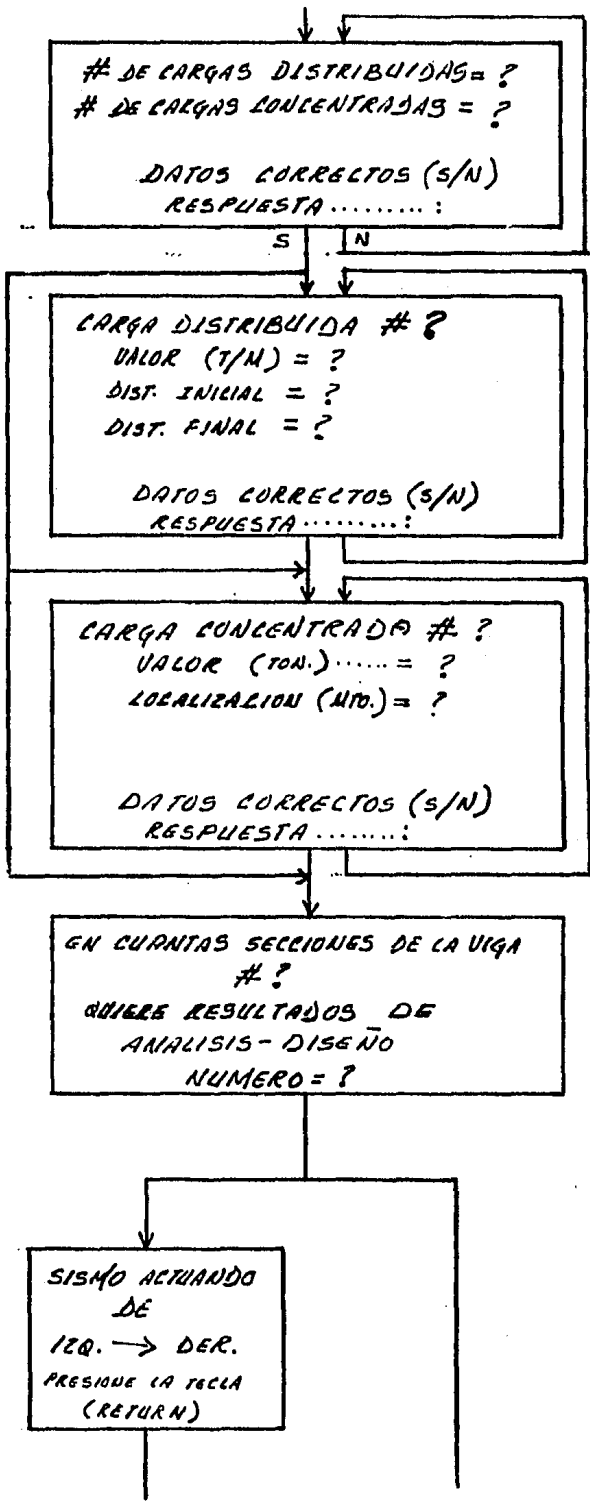 # DE CARGAS DISTRIBUIDAS = ?
# DE CARGAS CONCENTRADAS = ?
DATOS CORRECTOS (S/N)
RESPUESTA ......... :
S N
CARGA DISTRIBUIDA # ?
VALOR (T/M) = ?
DIST. INICIAL = ?
DIST. FINAL = ?
DATOS CORRECTOS (S/N)
RESPUESTA ......... :
CARGA CONCENTRADA # ?
VALOR (TON.) ...... = ?
LOCALIZACION (MTO.) = ?
DATOS CORRECTOS (S/N)
RESPUESTA ........ :
EN CUANTAS SECCIONES DE LA VIGA
# ?
QUIERE RESULTADOS DE
ANALISIS - DISEÑO
NUMERO = ?
SISMO ACTUANDO
DE
IZQ. → DER.
PRESIONE LA TECLA
(RETURN)